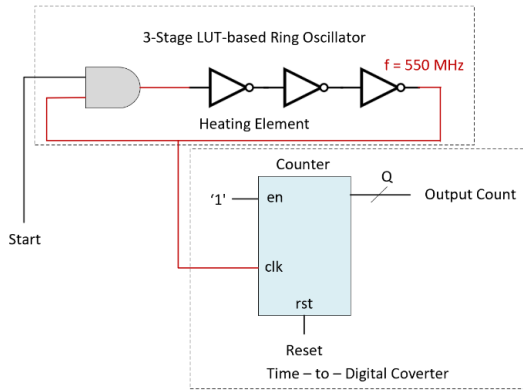 3-Stage LUT-based Ring Oscillator
f = 550 MHz
Heating Element
Counter
Q
'1'
en
Output Count
Start
clk
rst
Reset
Time – to – Digital Coverter